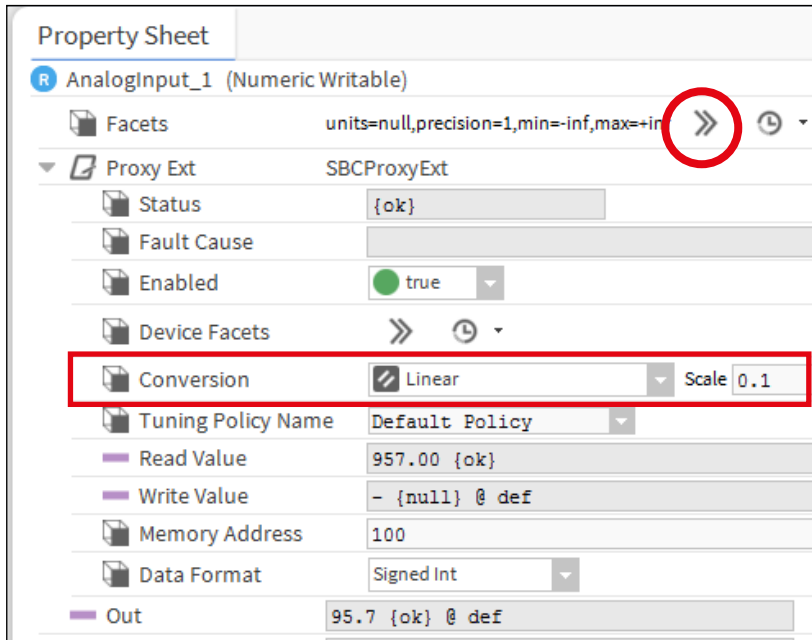 Property Sheet
R AnalogInput_1 (Numeric Writable)
Facets units=null,precision=1,min=-inf,max=+in
Proxy Ext SBCProxyExt
Status {ok}
Fault Cause
Enabled true
Device Facets
Conversion Linear Scale 0.1
Tuning Policy Name Default Policy
Read Value 957.00 {ok}
Write Value - {null} @ def
Memory Address 100
Data Format Signed Int
Out 95.7 {ok} @ def